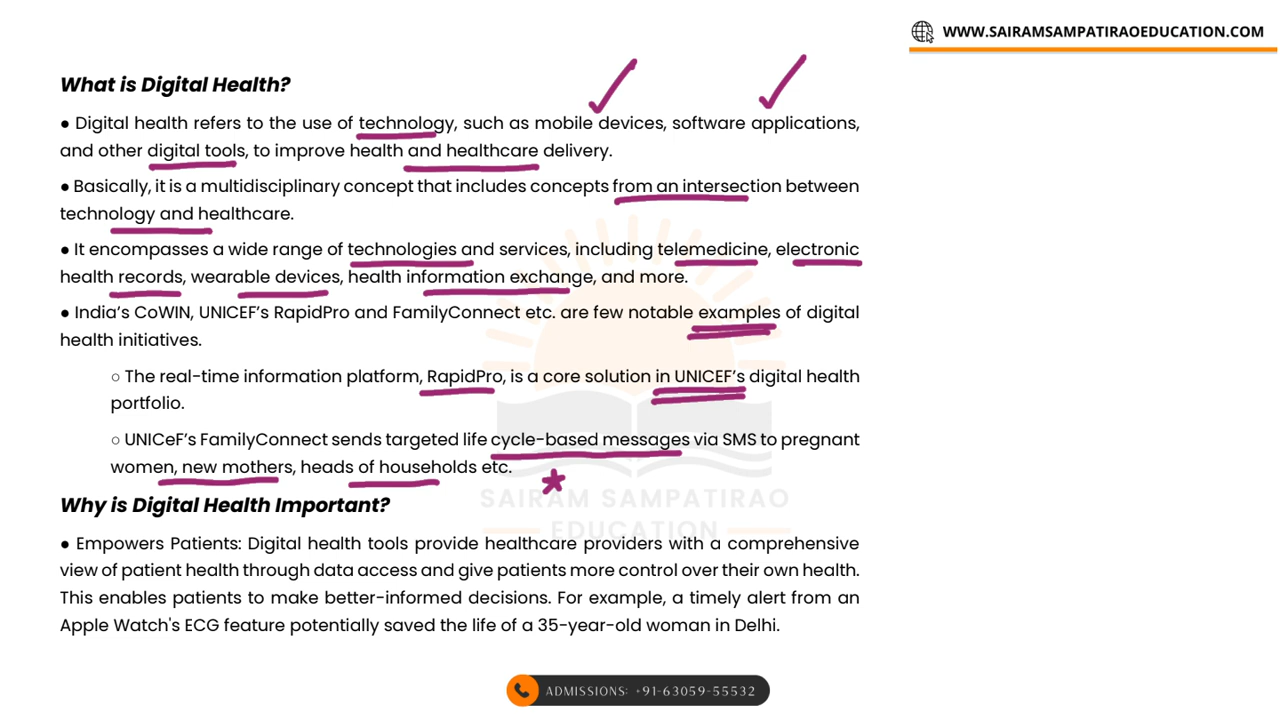 WWW.SAIRAMSAMPATIRAOEDUCATION.COM
What is Digital Health?
● Digital health refers to the use of technology, such as mobile devices, software applications,
and other digital tools, to improve health and healthcare delivery.
● Basically, it is a multidisciplinary concept that includes concepts from an intersection between
technology and healthcare.
● It encompasses a wide range of technologies and services, including telemedicine, electronic
health records, wearable devices, health information exchange, and more.
● India's CoWIN, UNICEF's RapidPro and FamilyConnect etc. are few notable examples of digital
health initiatives.
○ The real-time information platform, RapidPro, is a core solution in UNICEF's digital health
portfolio.
○ UNICeF's FamilyConnect sends targeted life cycle-based messages via SMS to pregnant
women, new mothers, heads of households etc.
SAIRAM SAMPATIRAO
EDUCATION
Why is Digital Health Important?
● Empowers Patients: Digital health tools provide healthcare providers with a comprehensive
view of patient health through data access and give patients more control over their own health.
This enables patients to make better-informed decisions. For example, a timely alert from an
Apple Watch's ECG feature potentially saved the life of a 35-year-old woman in Delhi.
ADMISSIONS: +91-63059-55532